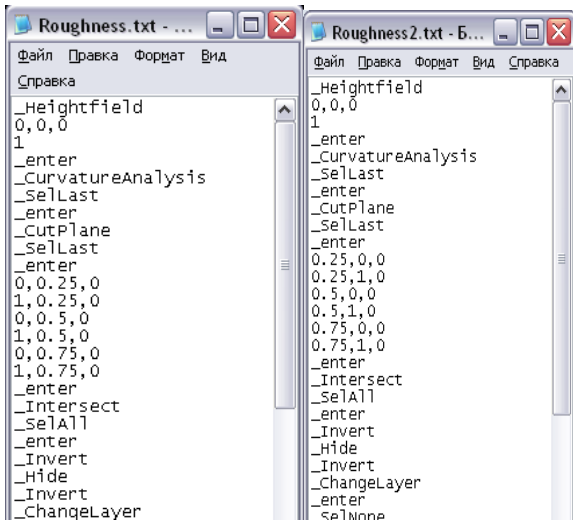 Roughness.txt - ...
Файл Правка Формат Вид
Справка
_Heightfield
0,0,0
1
_enter
_CurvatureAnalysis
_SelLast
_enter
_CutPlane
_SelLast
_enter
0,0.25,0
1,0.25,0
0,0.5,0
1,0.5,0
0,0.75,0
1,0.75,0
_enter
_Intersect
_SelAll
_enter
_Invert
_Hide
_Invert
_ChangeLayer
Roughness2.txt - Б...
Файл Правка Формат Вид Справка
_Heightfield
0,0,0
1
_enter
_CurvatureAnalysis
_SelLast
_enter
_CutPlane
_SelLast
_enter
0.25,0,0
0.25,1,0
0.5,0,0
0.5,1,0
0.75,0,0
0.75,1,0
_enter
_Intersect
_SelAll
_enter
_Invert
_Hide
_Invert
_ChangeLayer
_enter
_SelNone